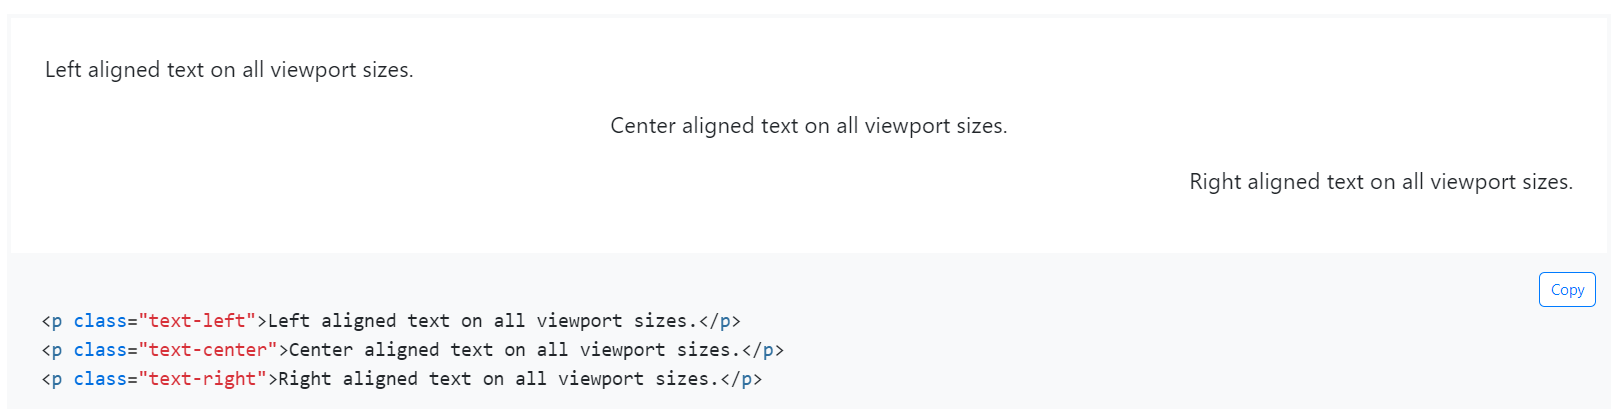 Left aligned text on all viewport sizes.
Center aligned text on all viewport sizes.
Right aligned text on all viewport sizes.
Copy
<p class="text-left">Left aligned text on all viewport sizes.</p>
<p class="text-center">Center aligned text on all viewport sizes.</p>
<p class="text-right">Right aligned text on all viewport sizes.</p>